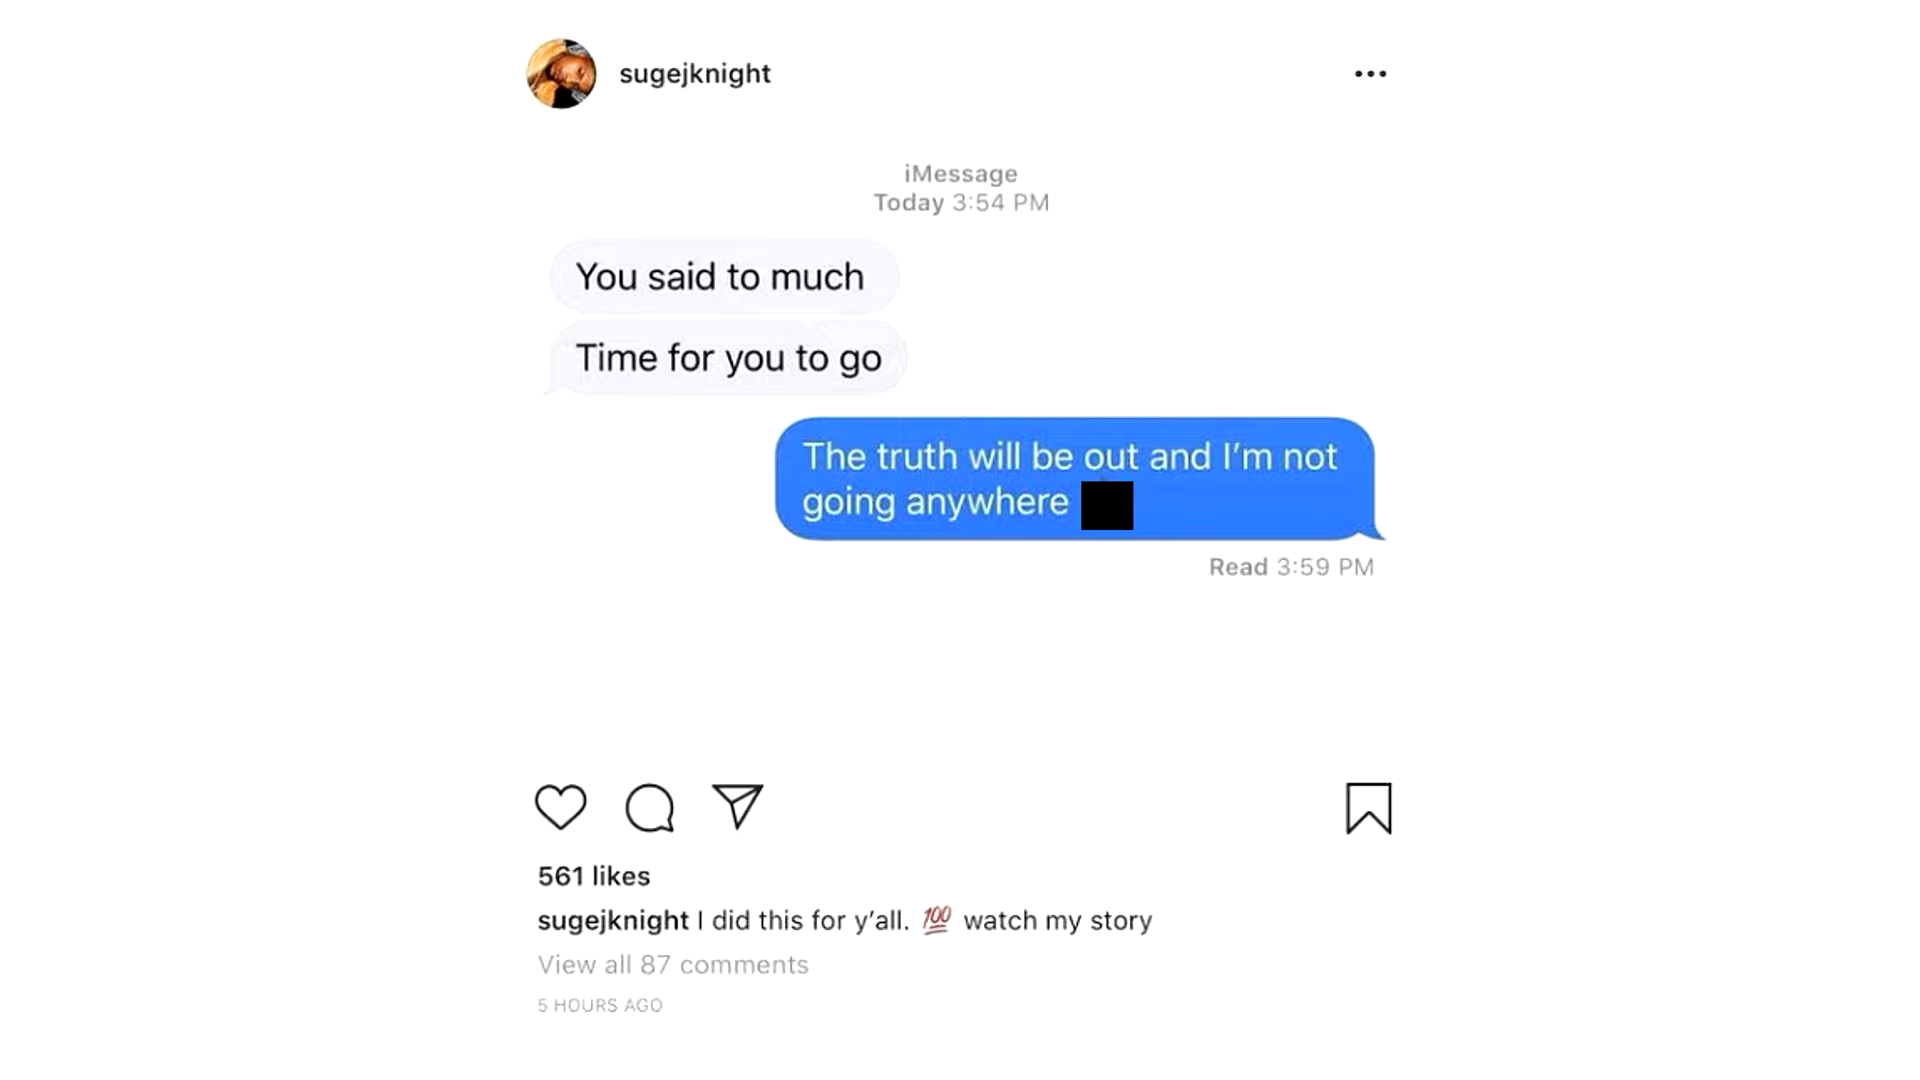 sugejknight
iMessage
Today 3:54 PM
You said to much
Time for you to go
The truth will be out and I’m not
going anywhere
Read 3:59 PM
561 likes
sugejknight I did this for y’all. 💯 watch my story
View all 87 comments
5 HOURS AGO